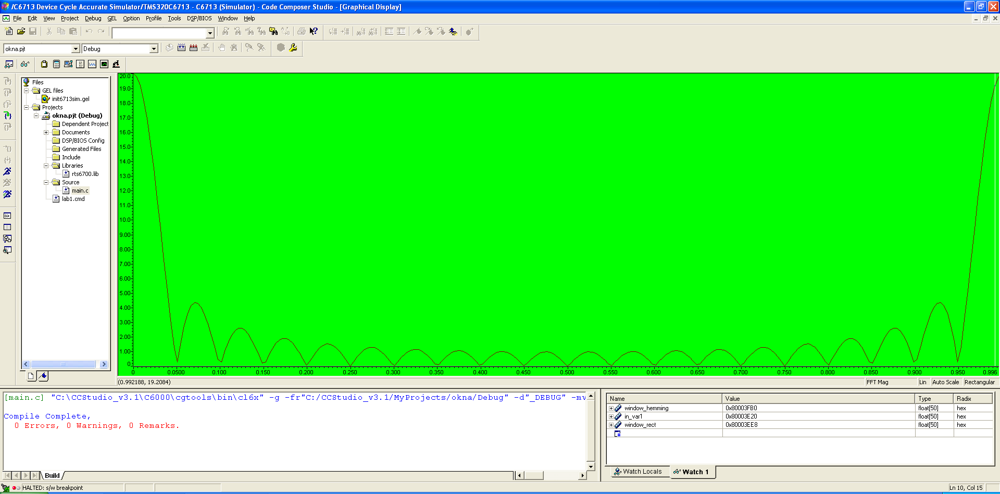 /C6713 Device Cycle Accurate Simulator/TMS320C6713 - C6713 (Simulator) - Code Composer Studio - [Graphical Display]
File Edit View Project Debug GEL Option Profile Tools DSP/BIOS Window Help
okna.pjt Debug
Files
GEL files
init6713sim.gel
Projects
okna.pjt (Debug)
Dependent Project
Documents
DSP/BIOS Config
Generated Files
Include
Libraries
rts6700.lib
Source
main.c
lab1.cmd
20.0
19.0
18.0
17.0
16.0
15.0
14.0
13.0
12.0
11.0
10.0
9.00
8.00
7.00
6.00
5.00
4.00
3.00
2.00
1.00
0
0 0.0500 0.100 0.150 0.200 0.250 0.300 0.350 0.400 0.450 0.500 0.550 0.600 0.650 0.700 0.750 0.800 0.850 0.900 0.950 0.996
(0.992188, 19.2084) FFT Mag Lin Auto Scale Rectangular
[main.c] "C:\CCStudio_v3.1\C6000\cgtools\bin\cl6x" -g -fr"C:/CCStudio_v3.1/MyProjects/okna/Debug" -d"_DEBUG" -mv
Compile Complete,
0 Errors, 0 Warnings, 0 Remarks.
Build
Name Value Type Radix
window_hemming 0x80003FB0 float[50] hex
in_var1 0x80003E20 float[50] hex
window_rect 0x80003EE8 float[50] hex
Watch Locals Watch 1
HALTED: s/w breakpoint Ln 10, Col 15